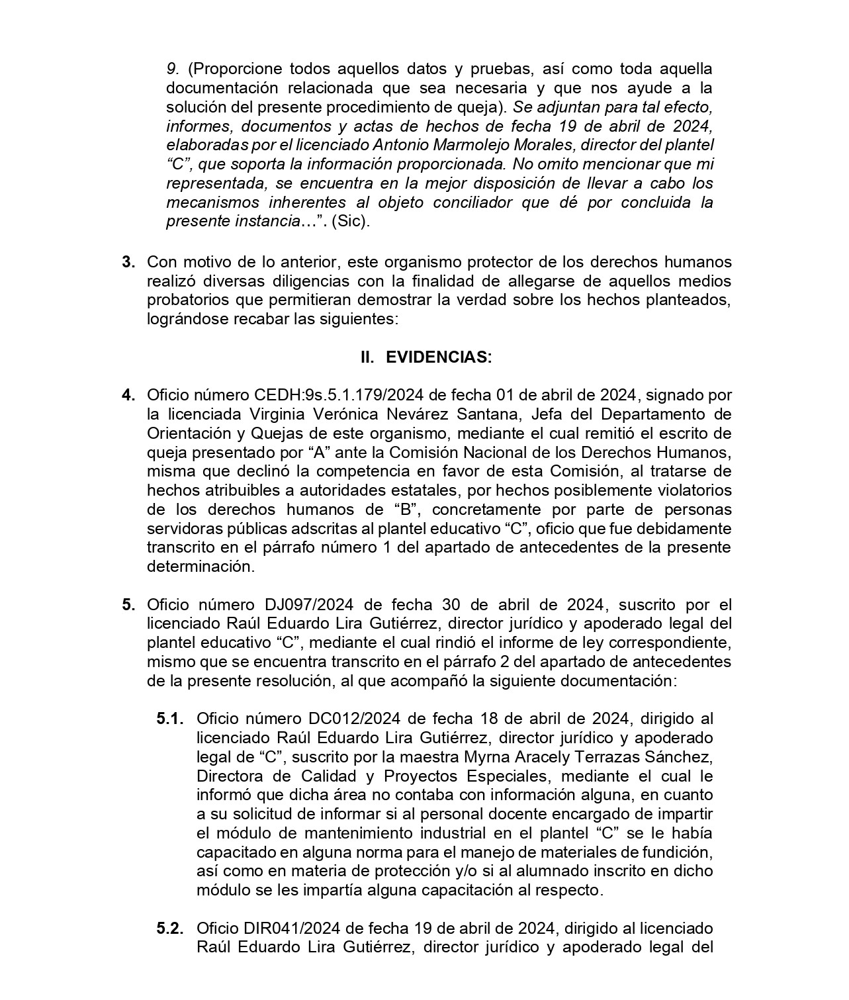 9. (Proporcione todos aquellos datos y pruebas, así como toda aquella
documentación relacionada que sea necesaria y que nos ayude a la
solución del presente procedimiento de queja). Se adjuntan para tal efecto,
informes, documentos y actas de hechos de fecha 19 de abril de 2024,
elaboradas por el licenciado Antonio Marmolejo Morales, director del plantel
“C”, que soporta la información proporcionada. No omito mencionar que mi
representada, se encuentra en la mejor disposición de llevar a cabo los
mecanismos inherentes al objeto conciliador que dé por concluida la
presente instancia…”. (Sic).
3. Con motivo de lo anterior, este organismo protector de los derechos humanos
realizó diversas diligencias con la finalidad de allegarse de aquellos medios
probatorios que permitieran demostrar la verdad sobre los hechos planteados,
lográndose recabar las siguientes:
II. EVIDENCIAS:
4. Oficio número CEDH:9s.5.1.179/2024 de fecha 01 de abril de 2024, signado por
la licenciada Virginia Verónica Nevárez Santana, Jefa del Departamento de
Orientación y Quejas de este organismo, mediante el cual remitió el escrito de
queja presentado por “A” ante la Comisión Nacional de los Derechos Humanos,
misma que declinó la competencia en favor de esta Comisión, al tratarse de
hechos atribuibles a autoridades estatales, por hechos posiblemente violatorios
de los derechos humanos de “B”, concretamente por parte de personas
servidoras públicas adscritas al plantel educativo “C”, oficio que fue debidamente
transcrito en el párrafo número 1 del apartado de antecedentes de la presente
determinación.
5. Oficio número DJ097/2024 de fecha 30 de abril de 2024, suscrito por el
licenciado Raúl Eduardo Lira Gutiérrez, director jurídico y apoderado legal del
plantel educativo “C”, mediante el cual rindió el informe de ley correspondiente,
mismo que se encuentra transcrito en el párrafo 2 del apartado de antecedentes
de la presente resolución, al que acompañó la siguiente documentación:
5.1. Oficio número DC012/2024 de fecha 18 de abril de 2024, dirigido al
licenciado Raúl Eduardo Lira Gutiérrez, director jurídico y apoderado
legal de “C”, suscrito por la maestra Myrna Aracely Terrazas Sánchez,
Directora de Calidad y Proyectos Especiales, mediante el cual le
informó que dicha área no contaba con información alguna, en cuanto
a su solicitud de informar si al personal docente encargado de impartir
el módulo de mantenimiento industrial en el plantel “C” se le había
capacitado en alguna norma para el manejo de materiales de fundición,
así como en materia de protección y/o si al alumnado inscrito en dicho
módulo se les impartía alguna capacitación al respecto.
5.2. Oficio DIR041/2024 de fecha 19 de abril de 2024, dirigido al licenciado
Raúl Eduardo Lira Gutiérrez, director jurídico y apoderado legal del